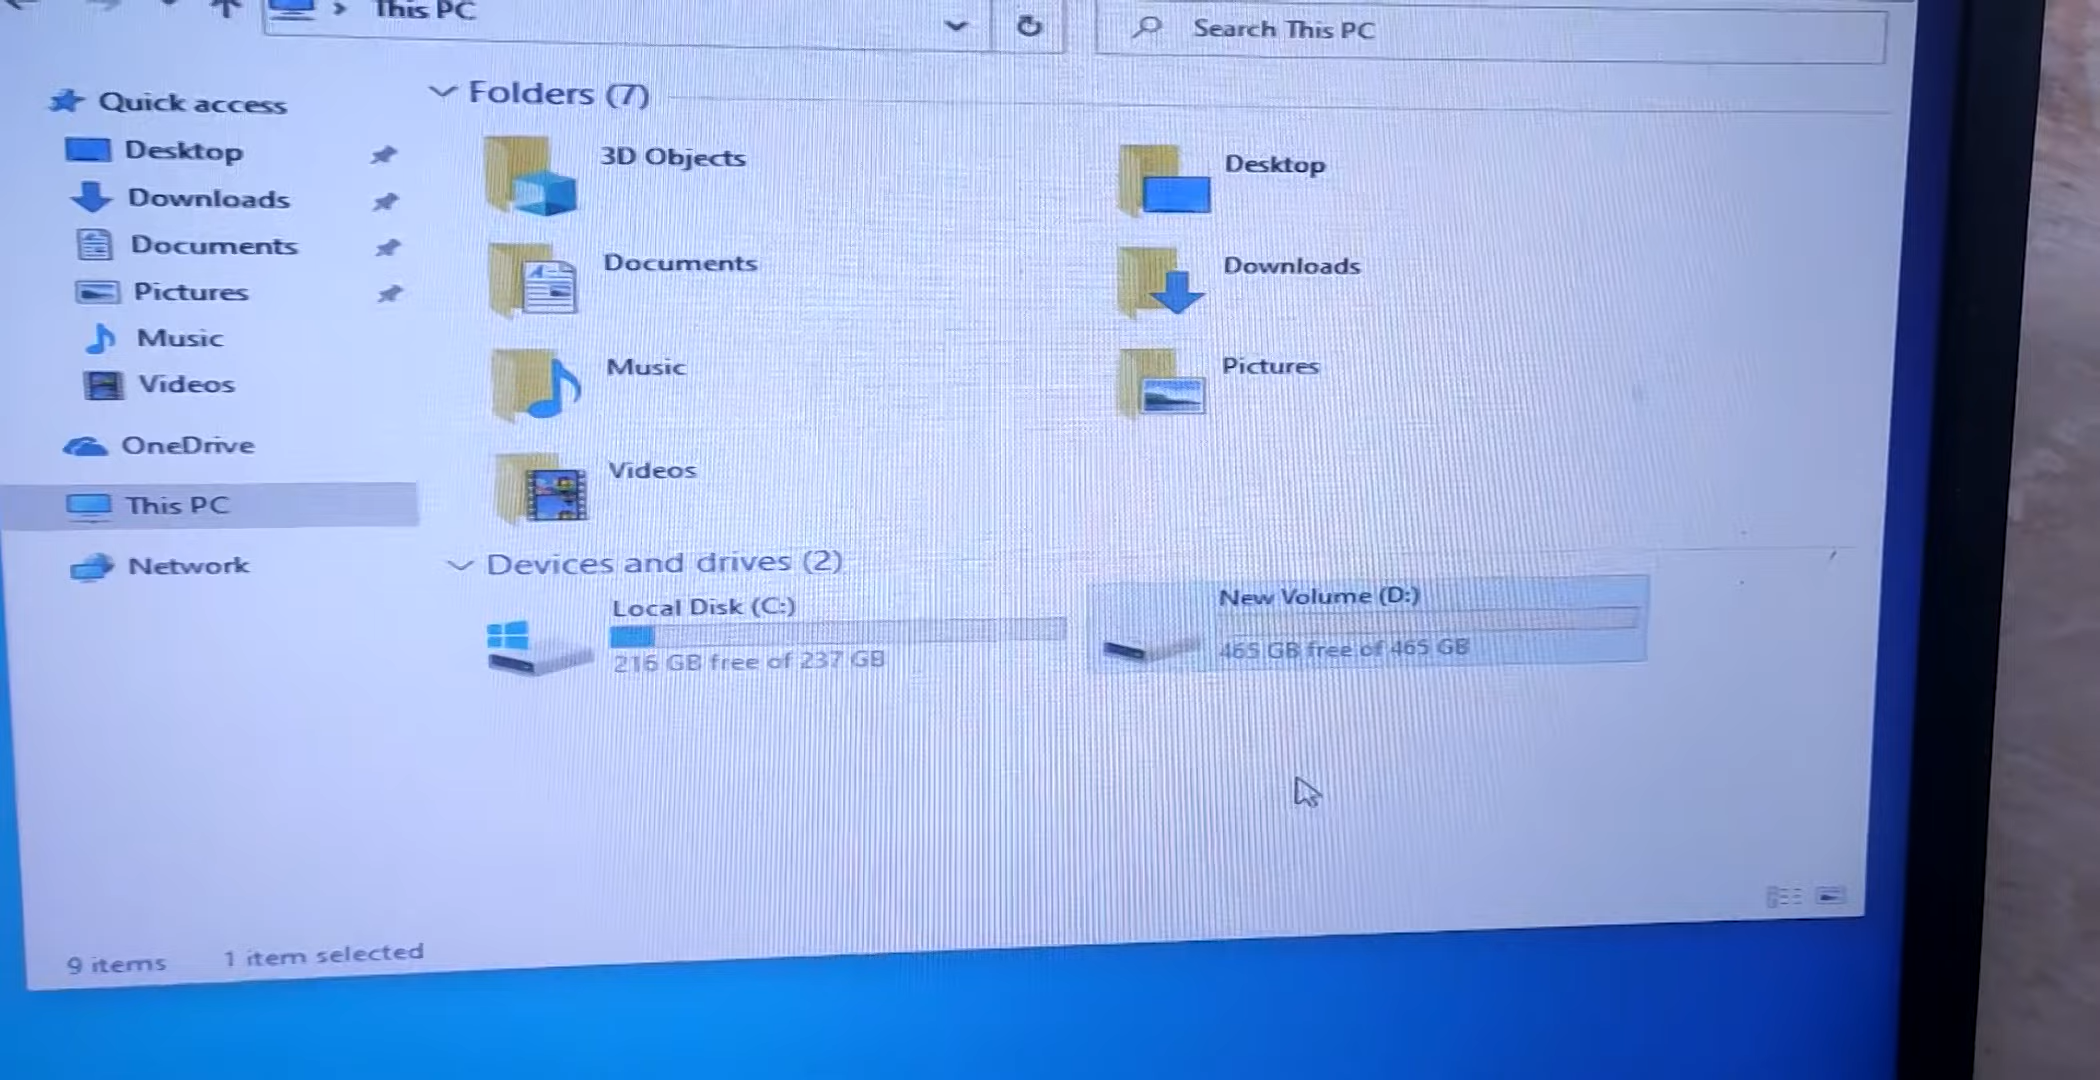 This PC
Search This PC
Quick access
Desktop
Downloads
Documents
Pictures
Music
Videos
OneDrive
This PC
Network
Folders (7)
3D Objects
Desktop
Documents
Downloads
Music
Pictures
Videos
Devices and drives (2)
Local Disk (C:)
216 GB free of 237 GB
New Volume (D:)
465 GB free of 465 GB
9 items
1 item selected